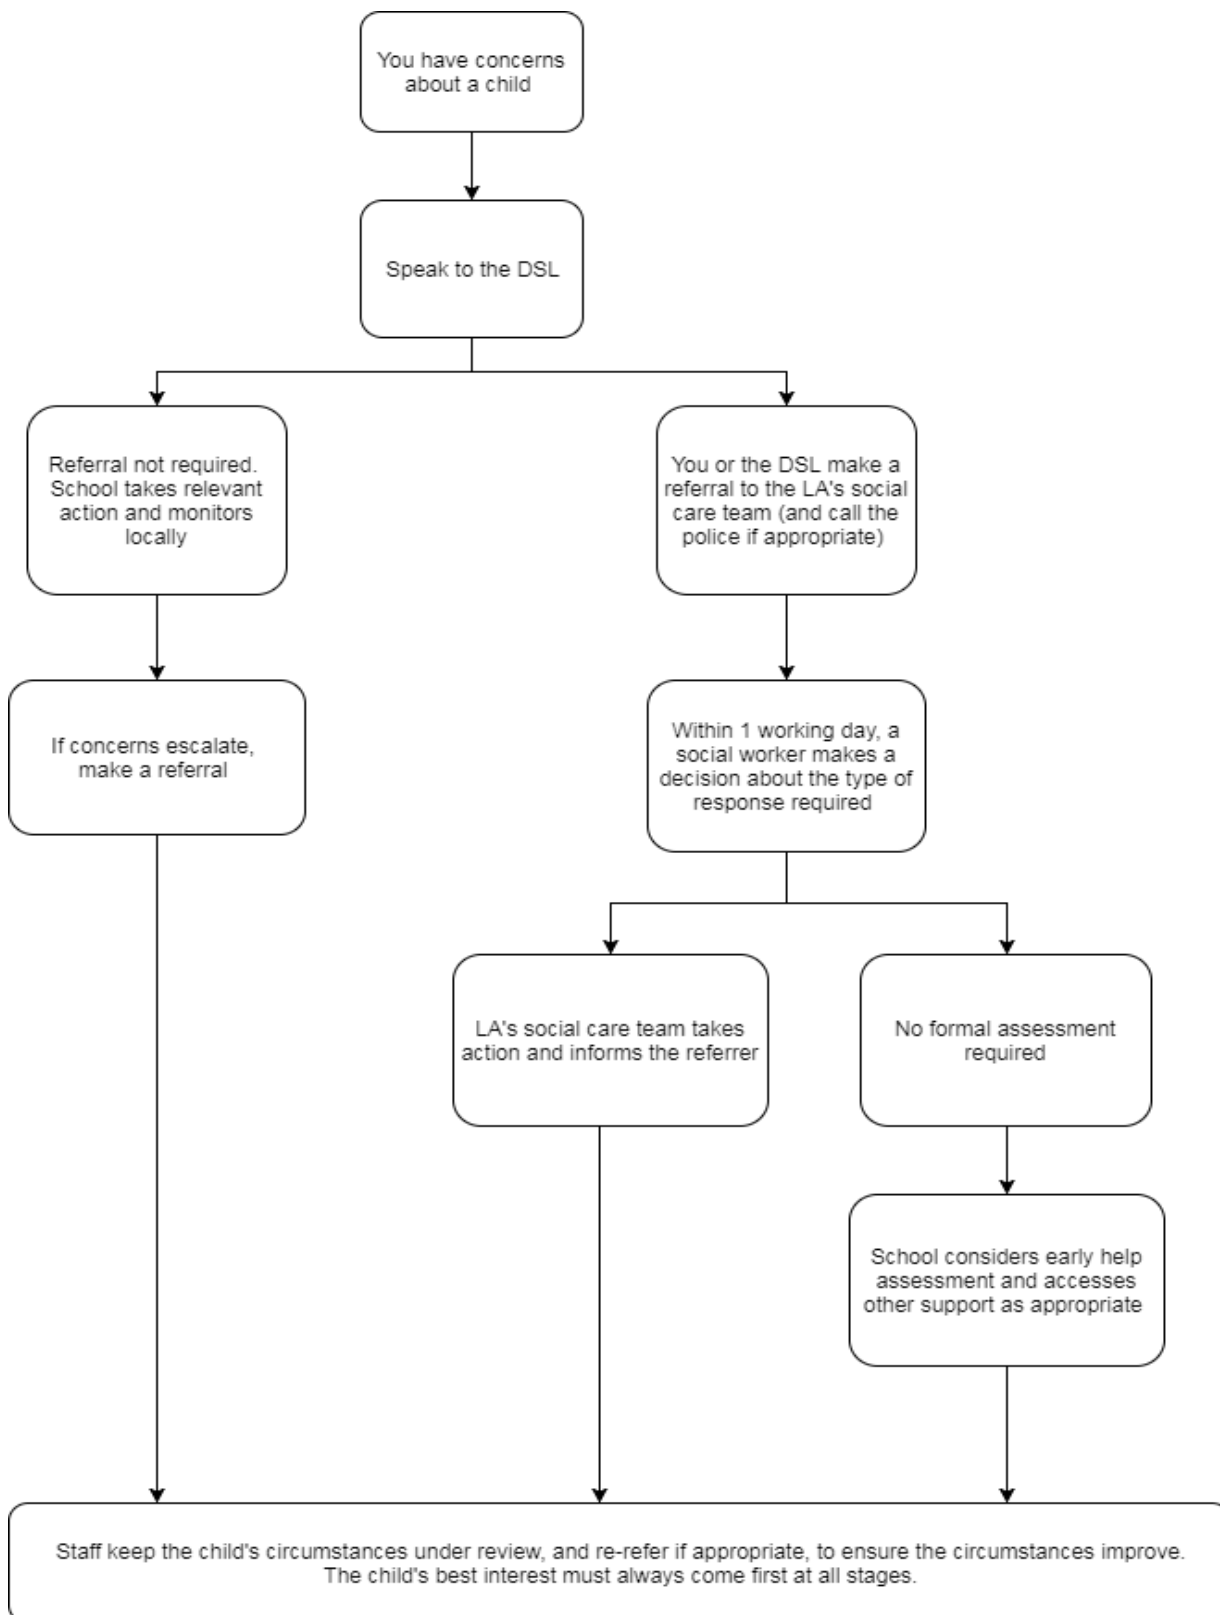 You have concerns
about a child
Speak to the DSL
Referral not required.
School takes relevant
action and monitors
locally
You or the DSL make a
referral to the LA's social
care team (and call the
police if appropriate)
If concerns escalate,
make a referral
Within 1 working day, a
social worker makes a
decision about the type of
response required
LA's social care team takes
action and informs the referrer
No formal assessment
required
School considers early help
assessment and accesses
other support as appropriate
Staff keep the child's circumstances under review, and re-refer if appropriate, to ensure the circumstances improve.
The child's best interest must always come first at all stages.